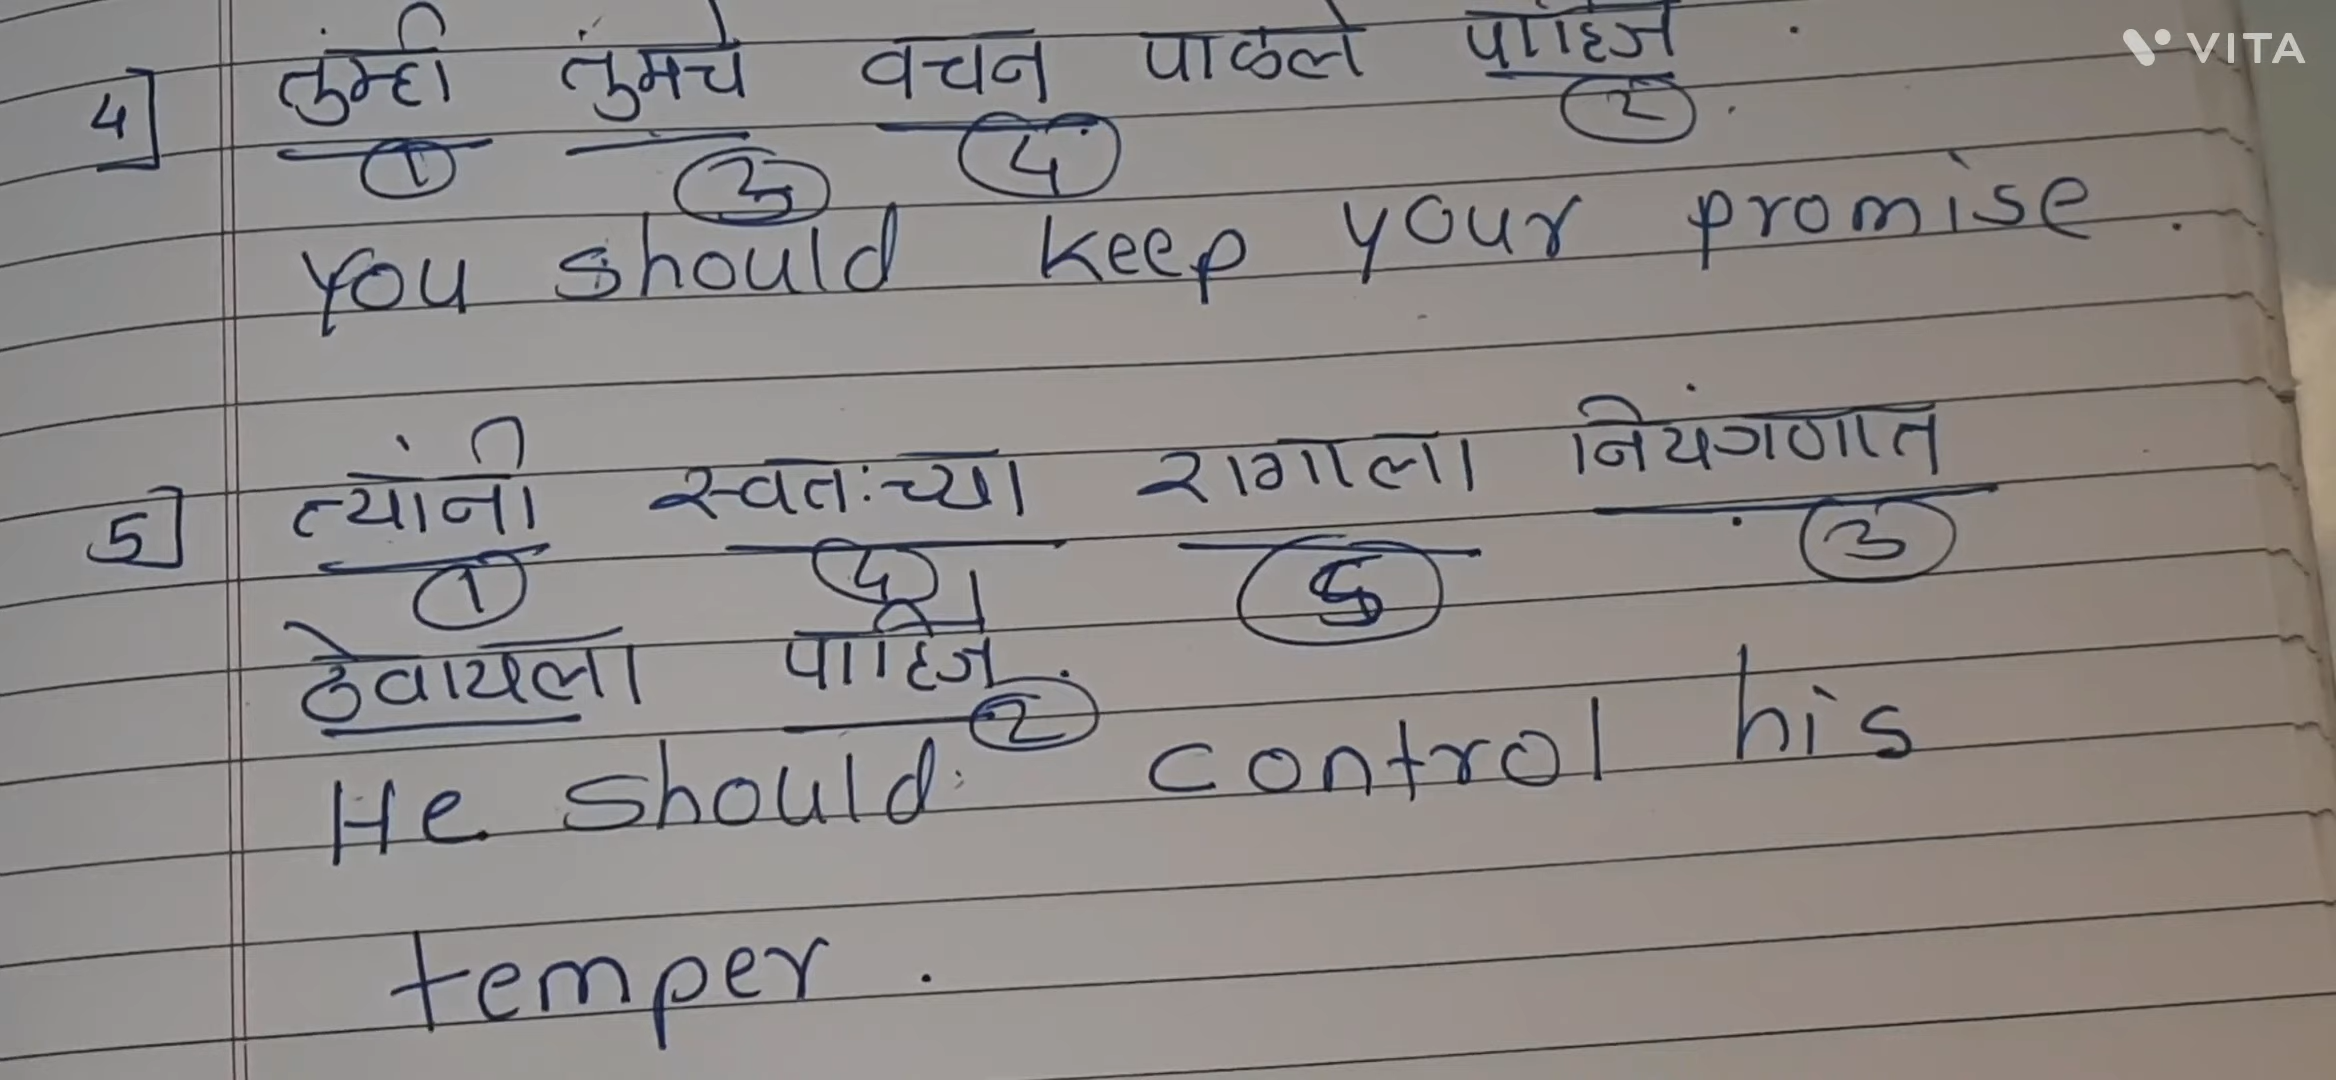 VITA
4] तुम्ही तुमचे वचन पाळले पाहिजे .
① ③ ④ ②
You should keep your promise .
5] त्यांनी स्वतःच्या रागाला नियंगणात
① ④ ⑤ ③
ठेवायला पाहिजे .
②
He should control his
temper .